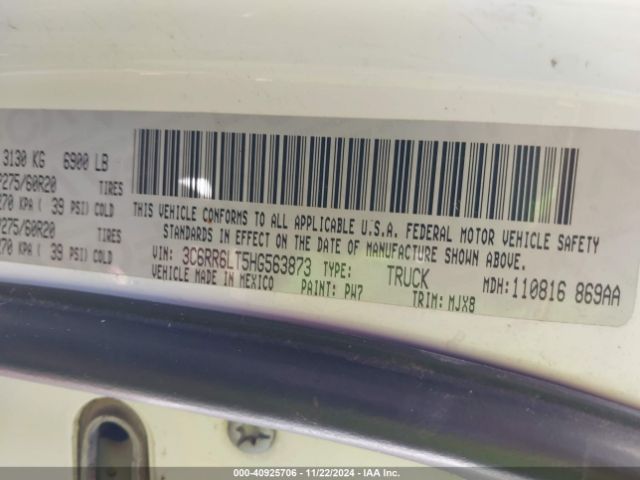 3130 KG 6900 LB
275/60R20 TIRES
270 KPA ( 39 PSI) COLD
275/60R20 TIRES
270 KPA ( 39 PSI) COLD
THIS VEHICLE CONFORMS TO ALL APPLICABLE U.S.A. FEDERAL MOTOR VEHICLE SAFETY
STANDARDS IN EFFECT ON THE DATE OF MANUFACTURE SHOWN ABOVE.
VIN: 3C6RR6LT5HG563873 TYPE: TRUCK MDH: 110816 869AA
VEHICLE MADE IN MEXICO PAINT: PW7 TRIM: MJX8
000-40925706 - 11/22/2024 - IAA Inc.